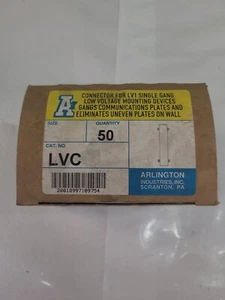 CONNECTOR FOR LV1 SINGLE GANG
LOW VOLTAGE MOUNTING DEVICES
GANGS COMMUNICATIONS PLATES AND
ELIMINATES UNEVEN PLATES ON WALL
SIZE
QUANTITY
50
CAT. NO
LVC
ARLINGTON
INDUSTRIES, INC.
SCRANTON, PA